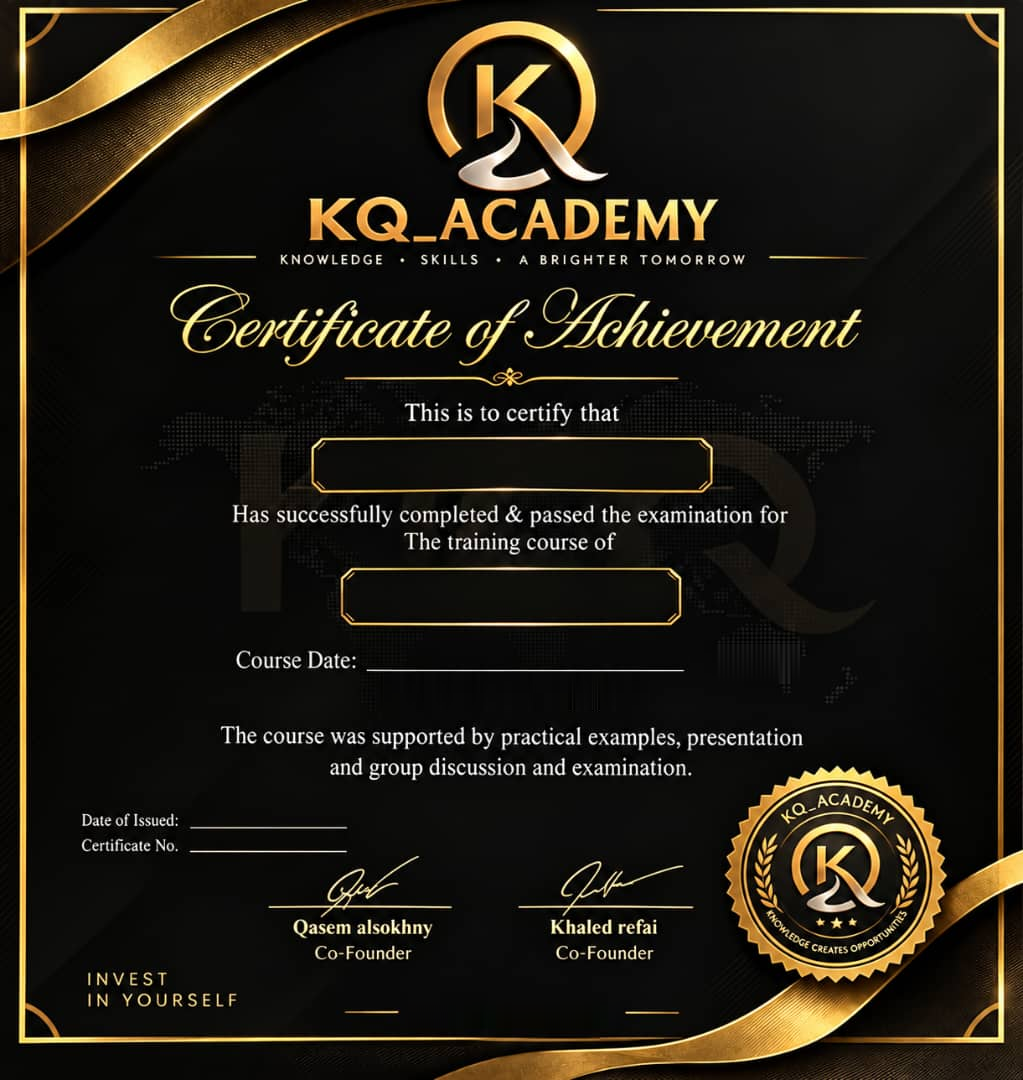 KQ_ACADEMY
KNOWLEDGE • SKILLS • A BRIGHTER TOMORROW
Certificate of Achievement
This is to certify that
Has successfully completed & passed the examination for
The training course of
Course Date:
The course was supported by practical examples, presentation
and group discussion and examination.
Date of Issued:
Certificate No.
Qasem alsokhny
Co-Founder
Khaled refai
Co-Founder
KQ_ACADEMY
KNOWLEDGE CREATES OPPORTUNITIES
INVEST
IN YOURSELF